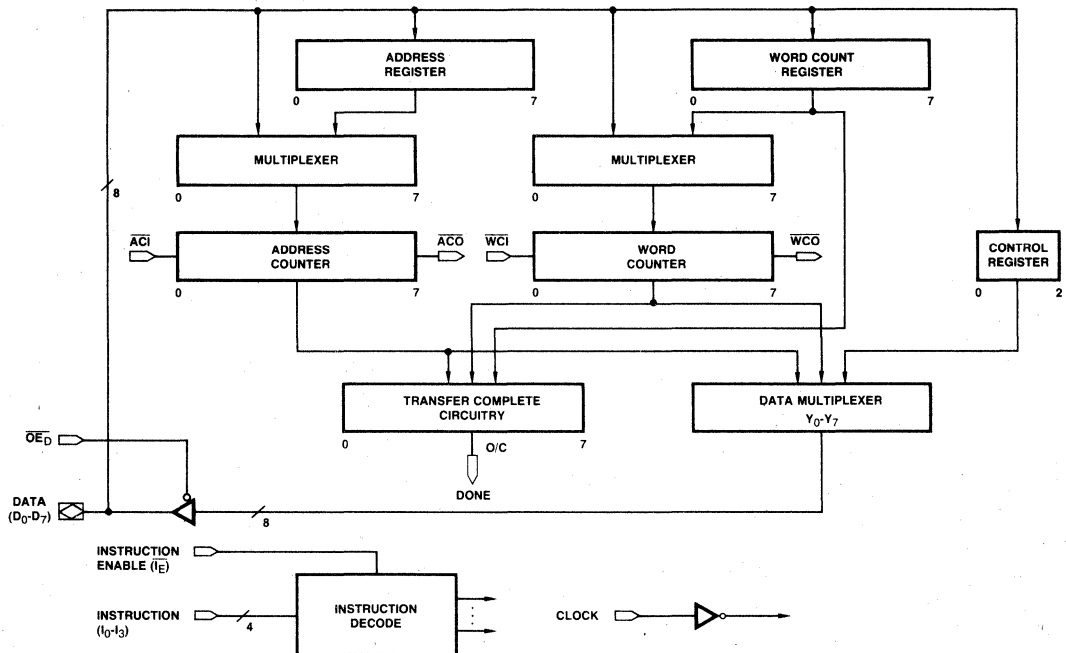 ADDRESS
REGISTER
0 7
WORD COUNT
REGISTER
0 7
MULTIPLEXER
0 7
MULTIPLEXER
0 7
8
ACI
ADDRESS
COUNTER
ACO
0 7
WCI
WORD
COUNTER
WCO
0 7
CONTROL
REGISTER
0 2
TRANSFER COMPLETE
CIRCUITRY
0 7
O/C
DONE
DATA MULTIPLEXER
Y0-Y7
OED
DATA
(D0-D7)
8
INSTRUCTION
ENABLE (IE)
INSTRUCTION
(I0-I3)
4
INSTRUCTION
DECODE
CLOCK